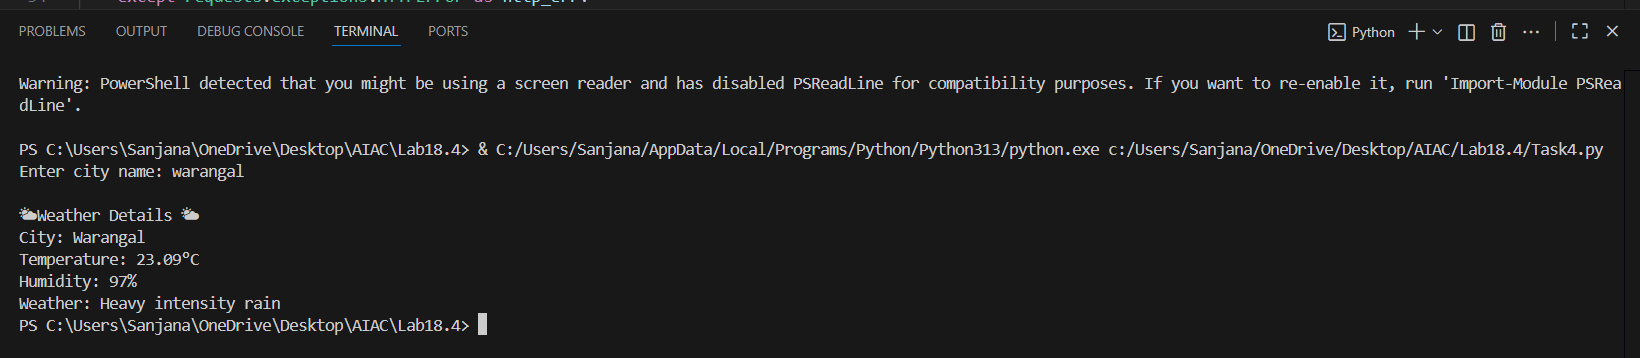 PROBLEMS OUTPUT DEBUG CONSOLE TERMINAL PORTS Python
Warning: PowerShell detected that you might be using a screen reader and has disabled PSReadLine for compatibility purposes. If you want to re-enable it, run 'Import-Module PSRea
dLine'.
PS C:\Users\Sanjana\OneDrive\Desktop\AIAC\Lab18.4> & C:/Users/Sanjana/AppData/Local/Programs/Python/Python313/python.exe c:/Users/Sanjana/OneDrive/Desktop/AIAC/Lab18.4/Task4.py
Enter city name: warangal
🌥Weather Details 🌥
City: Warangal
Temperature: 23.09°C
Humidity: 97%
Weather: Heavy intensity rain
PS C:\Users\Sanjana\OneDrive\Desktop\AIAC\Lab18.4>